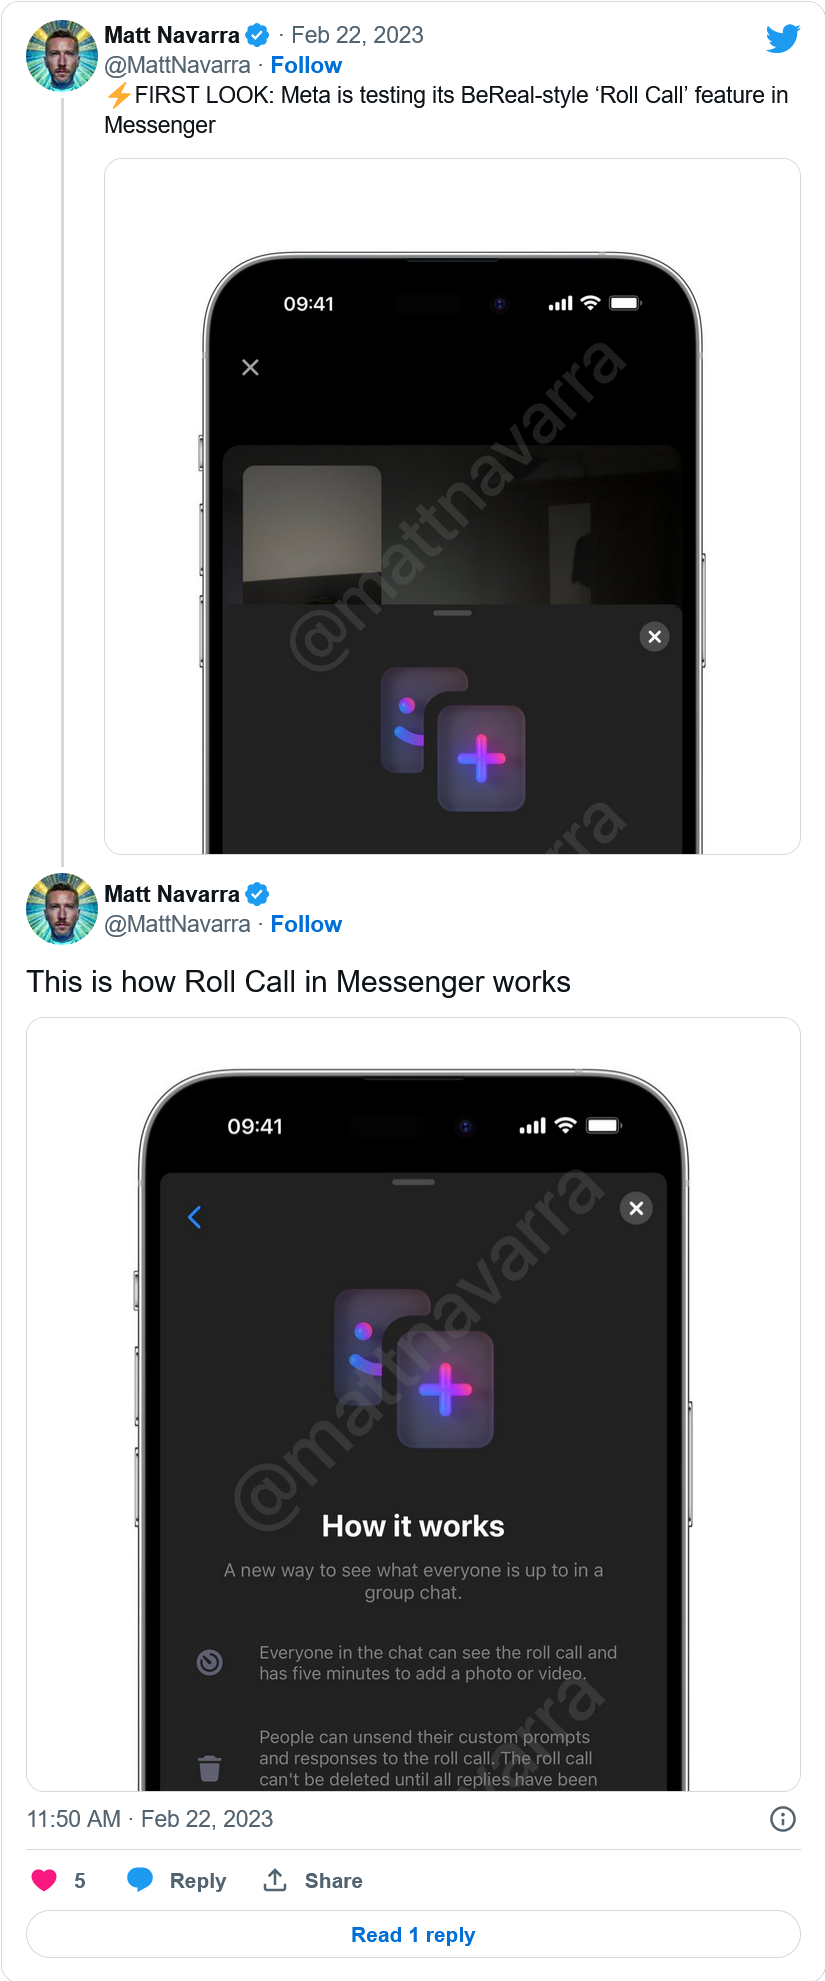 Matt Navarra · Feb 22, 2023
@MattNavarra · Follow
⚡FIRST LOOK: Meta is testing its BeReal-style ‘Roll Call’ feature in
Messenger
09:41
@mattnavarra
rra
Matt Navarra
@MattNavarra · Follow
This is how Roll Call in Messenger works
09:41
@mattnavarra
How it works
A new way to see what everyone is up to in a
group chat.
Everyone in the chat can see the roll call and
has five minutes to add a photo or video.
People can unsend their custom prompts
and responses to the roll call. The roll call
can't be deleted until all replies have been
varra
11:50 AM · Feb 22, 2023
5 Reply Share
Read 1 reply